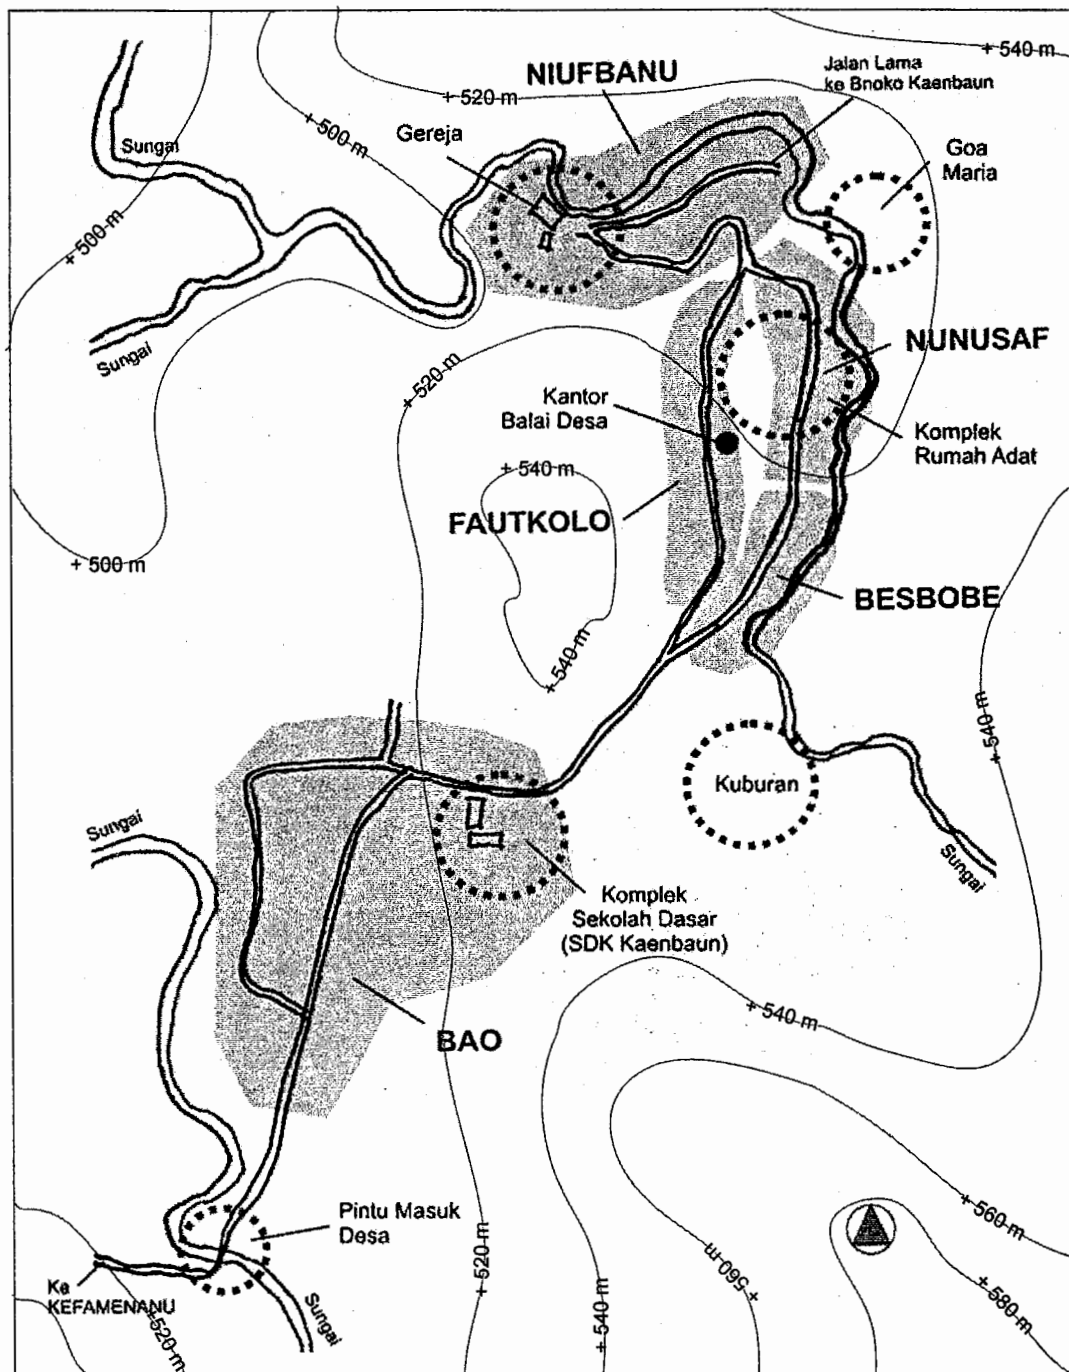 + 540 m
NIUFBANU
Jalan Lama
ke Bnoko Kaenbaun
+ 520 m
+ 500 m
Gereja
Sungai
Goa
Maria
+ 500 m
Sungai
NUNUSAF
+ 520 m
Kantor
Balai Desa
Komplek
Rumah Adat
+ 540 m
FAUTKOLO
+ 500 m
BESBOBE
+ 540 m
+ 540 m
Kuburan
Sungai
Sungai
Komplek
Sekolah Dasar
(SDK Kaenbaun)
+ 540 m
BAO
Pintu Masuk
Desa
+ 560 m
+ 520 m
+ 560 m
Ke
KEFAMENANU
+ 580 m
Sungai
+ 520 m
+ 540 m